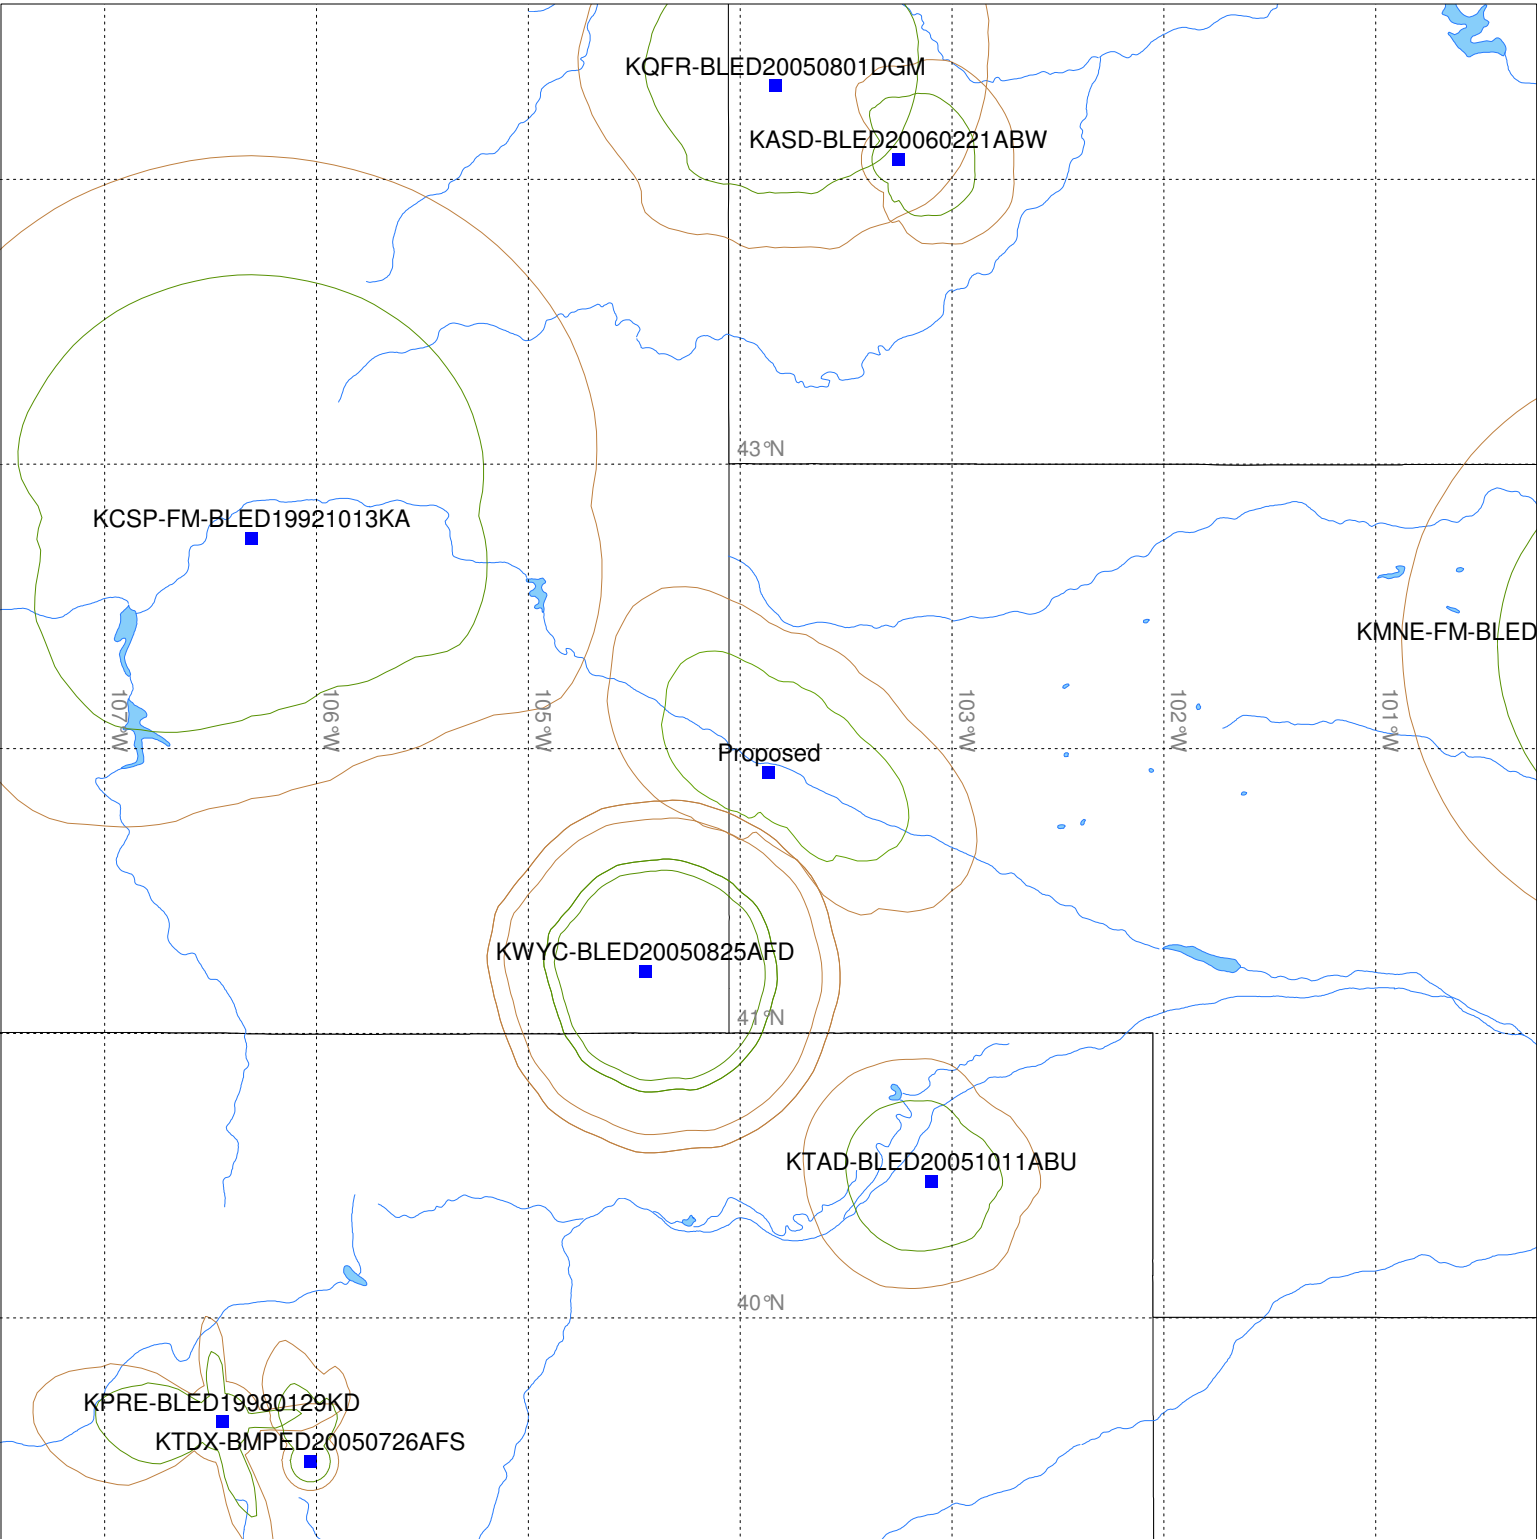 KQFR-BLED20050801DGM
KASD-BLED20060221ABW
43°N
KCSP-FM-BLED19921013KA
KMNE-FM-BLED
107°W
106°W
105°W
103°W
102°W
101°W
Proposed
KWYC-BLED20050825AFD
41°N
KTAD-BLED20051011ABU
40°N
KPRE-BLED19980129KD
KTDX-BMPED20050726AFS